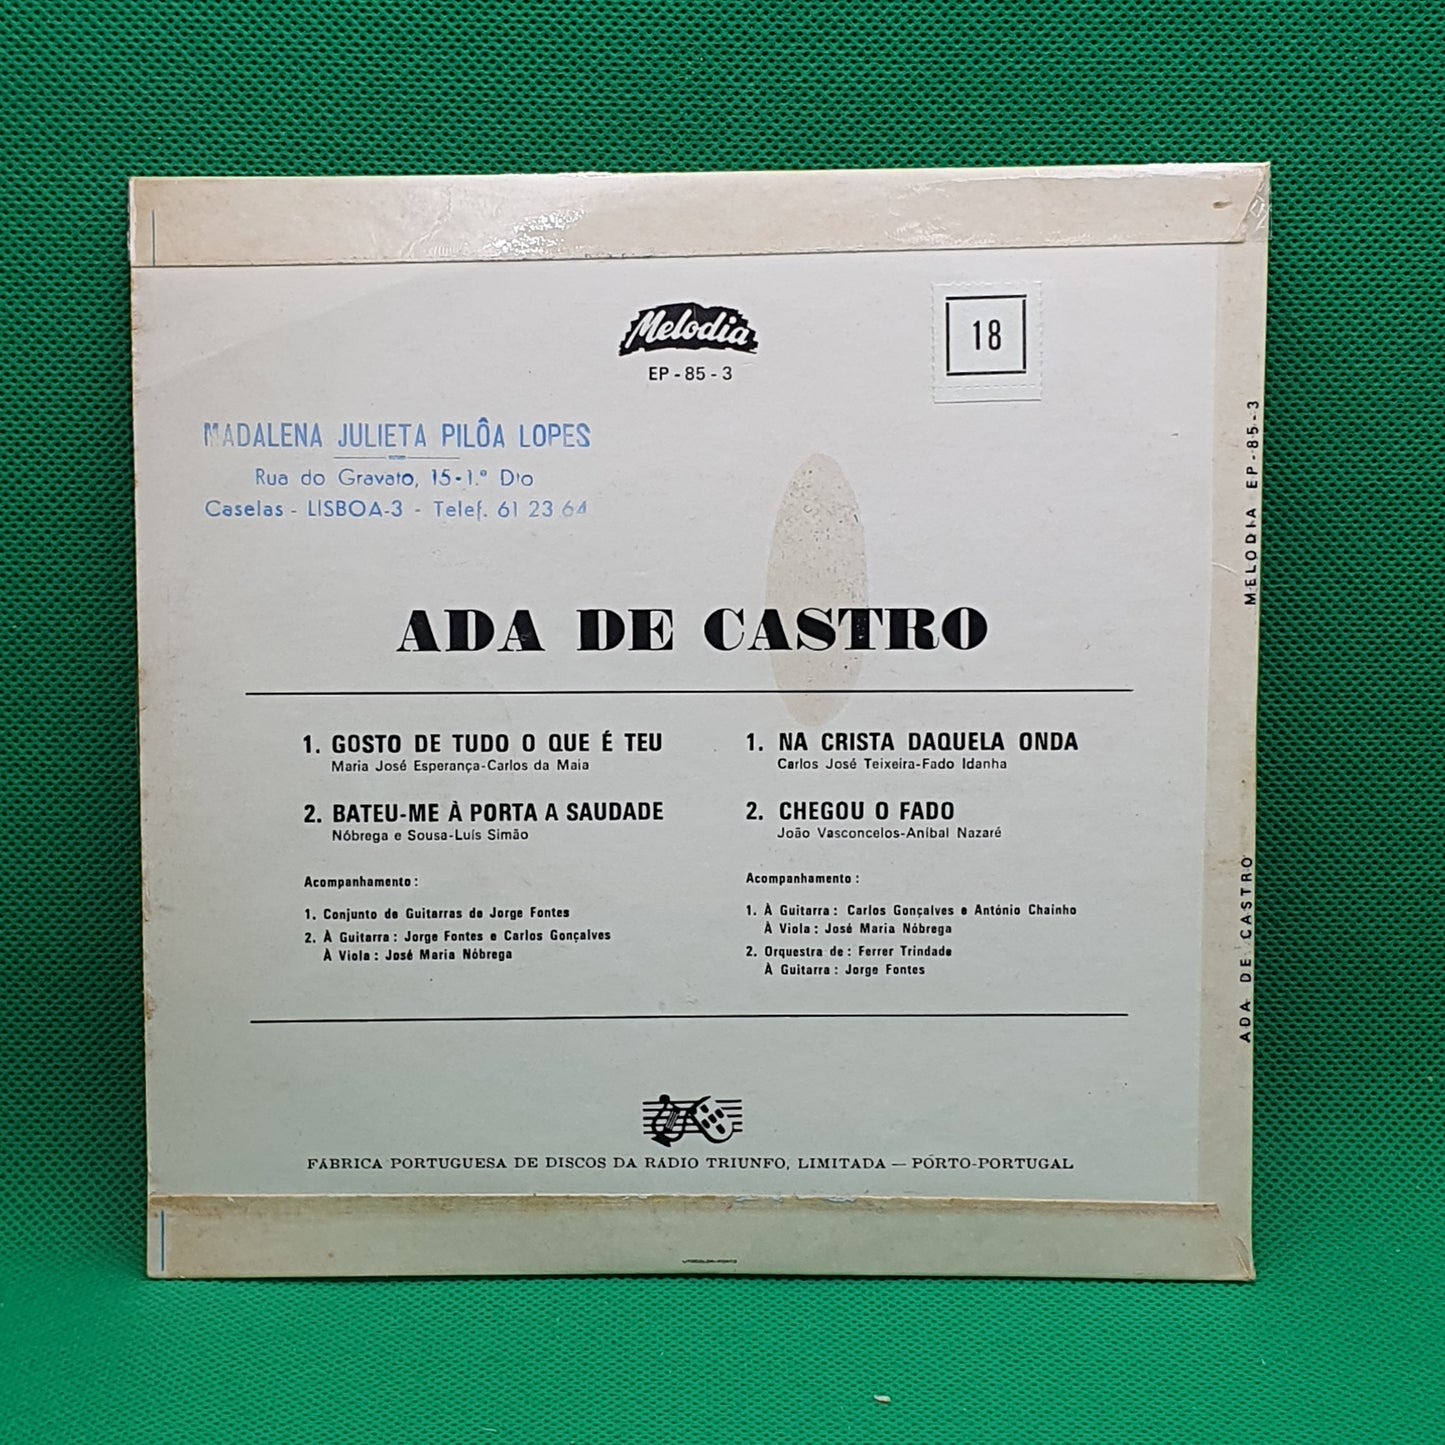 Melodia
EP - 85 - 3
18
MADALENA JULIETA PILÔA LOPES
Rua do Gravato, 15-1.º Dto
Caselas - LISBOA-3 - Telef. 61 23 64
ADA DE CASTRO
1. GOSTO DE TUDO O QUE É TEU
Maria José Esperança-Carlos da Maia
2. BATEU-ME À PORTA A SAUDADE
Nóbrega e Sousa-Luís Simão
Acompanhamento :
1. Conjunto de Guitarras de Jorge Fontes
2. À Guitarra : Jorge Fontes e Carlos Gonçalves
À Viola : José Maria Nóbrega
1. NA CRISTA DAQUELA ONDA
Carlos José Teixeira-Fado Idanha
2. CHEGOU O FADO
João Vasconcelos-Aníbal Nazaré
Acompanhamento :
1. À Guitarra : Carlos Gonçalves e António Chainho
À Viola : José Maria Nóbrega
2. Orquestra de : Ferrer Trindade
À Guitarra : Jorge Fontes
FÁBRICA PORTUGUESA DE DISCOS DA RÁDIO TRIUNFO, LIMITADA — PÓRTO-PORTUGAL
ADA DE CASTRO
MELODIA EP-85-3